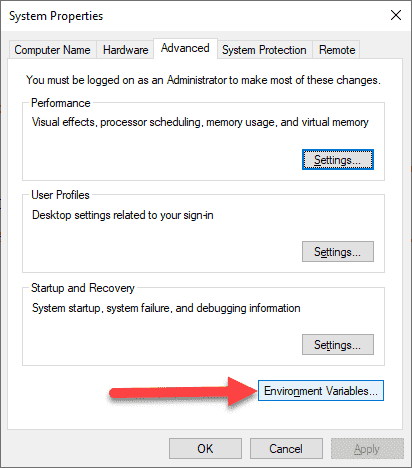 System Properties
Computer Name Hardware Advanced System Protection Remote
You must be logged on as an Administrator to make most of these changes.
Performance
Visual effects, processor scheduling, memory usage, and virtual memory
Settings...
User Profiles
Desktop settings related to your sign-in
Settings...
Startup and Recovery
System startup, system failure, and debugging information
Settings...
Environment Variables...
OK Cancel Apply